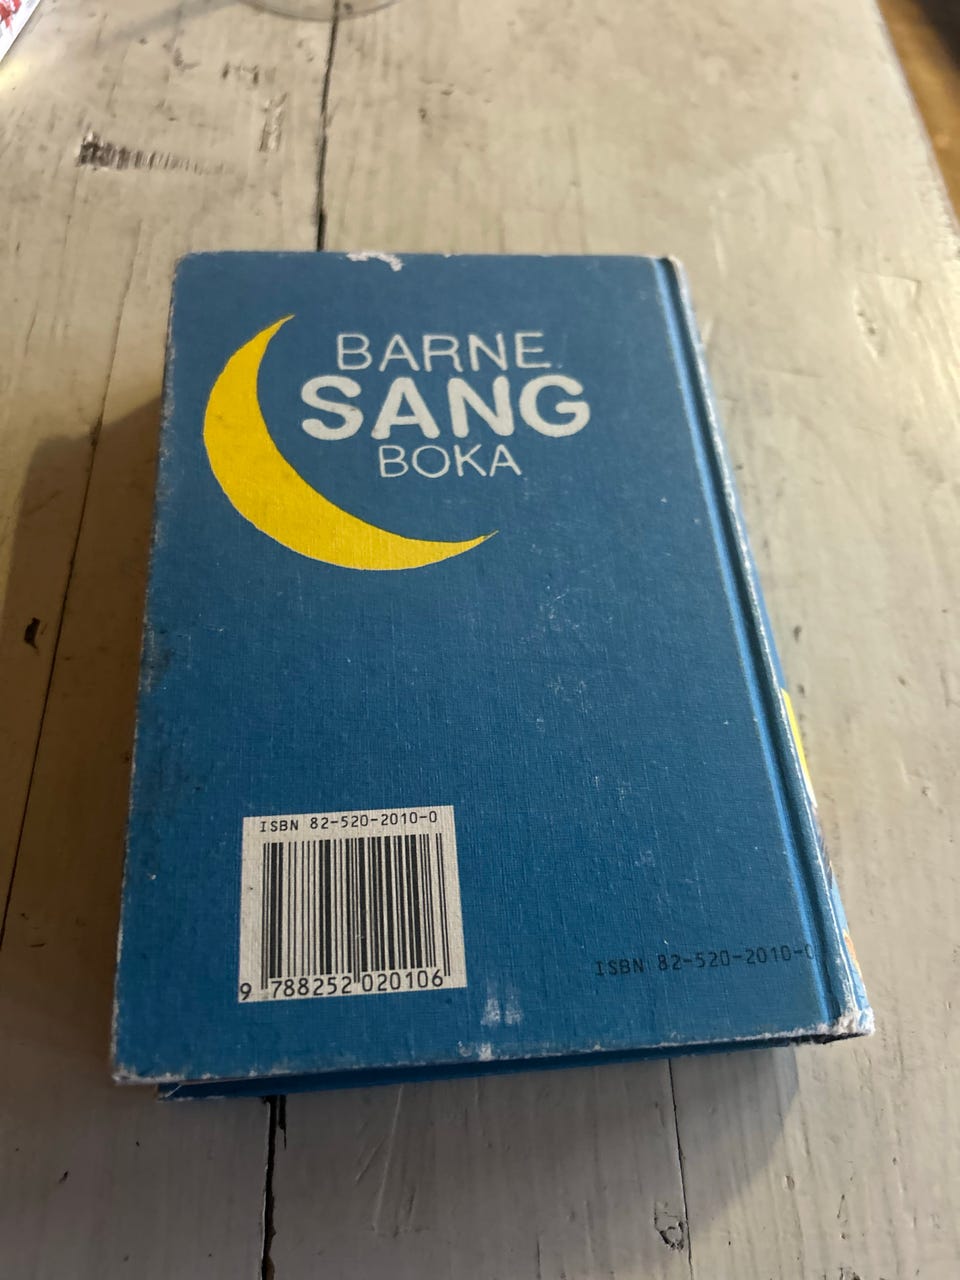 BARNE
SANG
BOKA
ISBN 82-520-2010-0
9 788252 020106
ISBN 82-520-2010-0